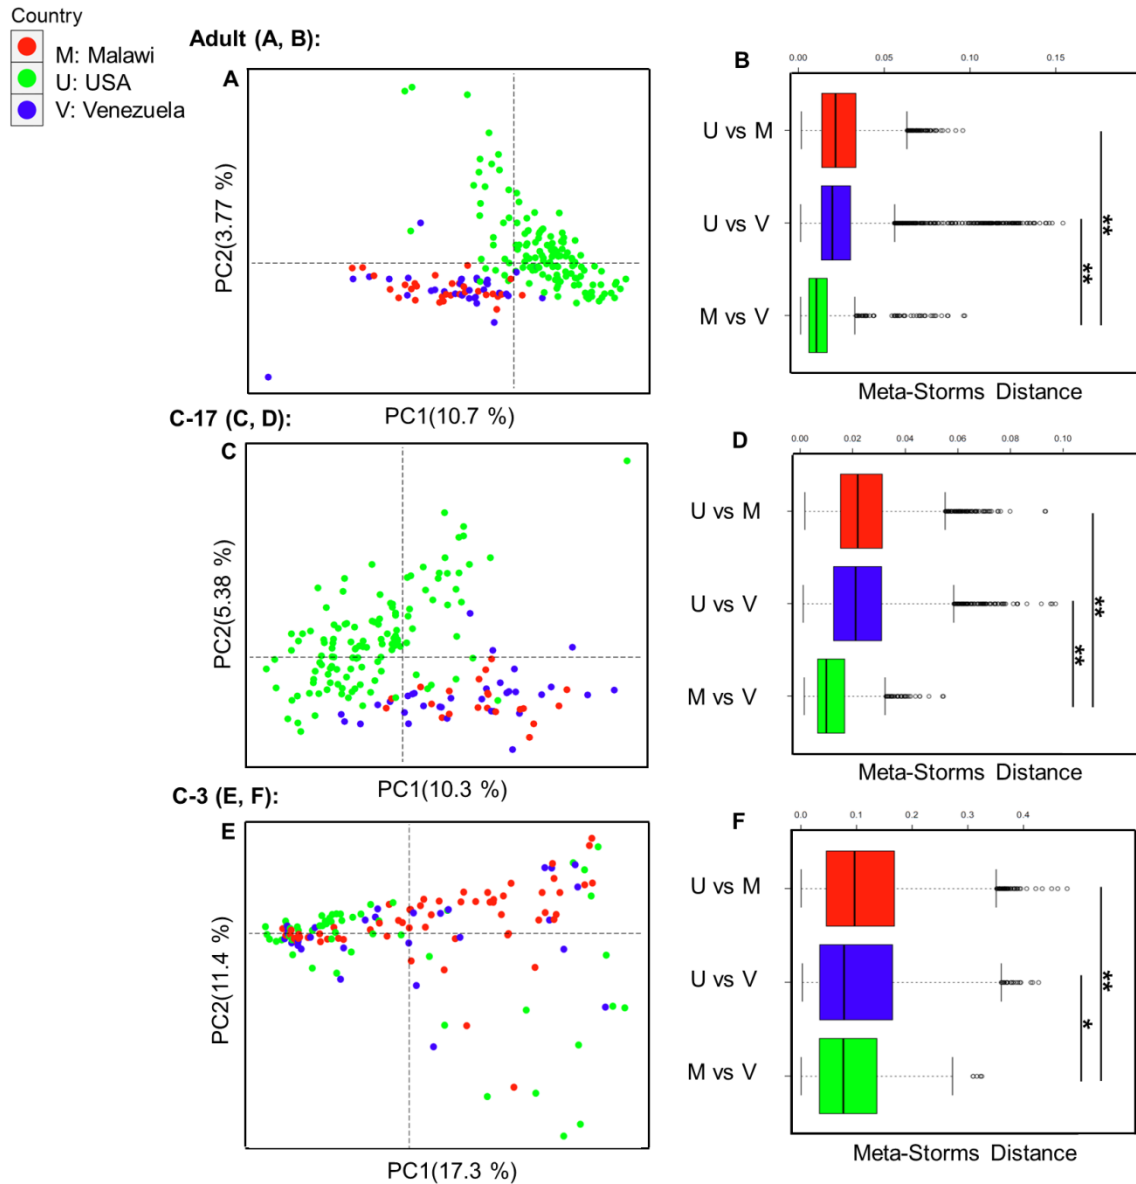 Country
M: Malawi
U: USA
V: Venezuela
Adult (A, B):
A
PC2(3.77 %)
PC1(10.7 %)
B
0.00 0.05 0.10 0.15
U vs M
U vs V
M vs V
**
**
Meta-Storms Distance
C-17 (C, D):
C
PC2(5.38 %)
PC1(10.3 %)
D
0.00 0.02 0.04 0.06 0.08 0.10
U vs M
U vs V
M vs V
**
**
Meta-Storms Distance
C-3 (E, F):
E
PC2(11.4 %)
PC1(17.3 %)
F
0.0 0.1 0.2 0.3 0.4
U vs M
U vs V
M vs V
*
**
Meta-Storms Distance